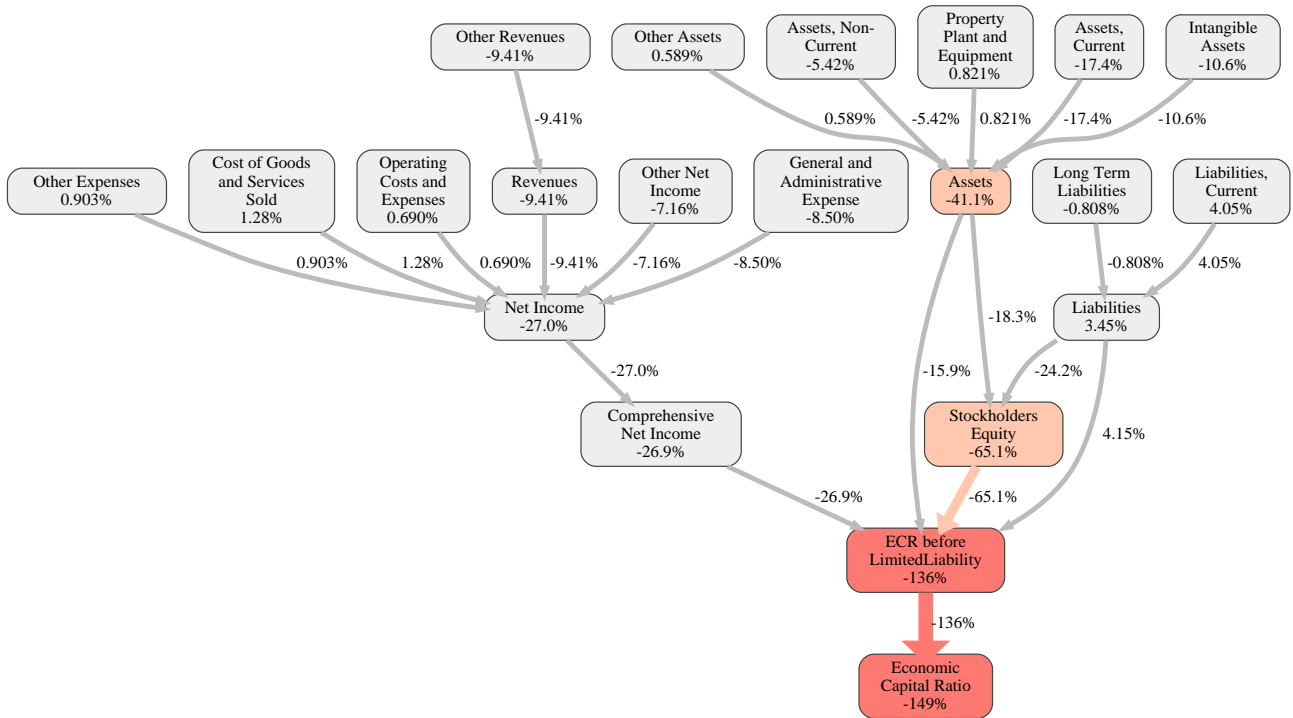 Other Revenues
-9.41%
Other Assets
0.589%
Assets, Non-
Current
-5.42%
Property
Plant and
Equipment
0.821%
Assets,
Current
-17.4%
Intangible
Assets
-10.6%
-9.41%
0.589%
-5.42%
0.821%
-17.4%
-10.6%
Other Expenses
0.903%
Cost of Goods
and Services
Sold
1.28%
Operating
Costs and
Expenses
0.690%
Revenues
-9.41%
Other Net
Income
-7.16%
General and
Administrative
Expense
-8.50%
Assets
-41.1%
Long Term
Liabilities
-0.808%
Liabilities,
Current
4.05%
0.903%
1.28%
0.690%
-9.41%
-7.16%
-8.50%
-0.808%
4.05%
Net Income
-27.0%
Liabilities
3.45%
-18.3%
-27.0%
-15.9%
-24.2%
Comprehensive
Net Income
-26.9%
Stockholders
Equity
-65.1%
4.15%
-26.9%
-65.1%
ECR before
LimitedLiability
-136%
-136%
Economic
Capital Ratio
-149%